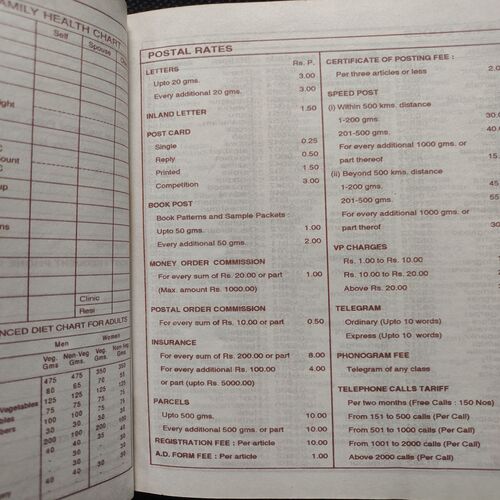 FAMILY HEALTH CHART
Self
Spouse
Clinic
Resi
DIET CHART FOR ADULTS
Men Women
Veg. Gms Non-Veg Gms. Veg. Gms. Non-Veg Gms.
475 475 350 350
Vegetables
POSTAL RATES
LETTERS Rs. P.
Upto 20 gms. 3.00
Every additional 20 gms. 3.00
INLAND LETTER 1.50
POST CARD
Single 0.25
Reply 0.50
Printed 1.50
Competition 3.00
BOOK POST
Book Patterns and Sample Packets :
Upto 50 gms. 1.00
Every additional 50 gms. 2.00
MONEY ORDER COMMISSION
For every sum of Rs. 20.00 or part 1.00
(Max. amount Rs. 1000.00)
POSTAL ORDER COMMISSION
For every sum of Rs. 10.00 or part 0.50
INSURANCE
For every sum of Rs. 200.00 or part 8.00
For every additional Rs. 100.00 4.00
or part (upto Rs. 5000.00)
PARCELS
Upto 500 gms. 10.00
Every additional 500 gms. or part 10.00
REGISTRATION FEE : Per article 10.00
A.D. FORM FEE : Per article 1.00
CERTIFICATE OF POSTING FEE :
Per three articles or less 2.0
SPEED POST
(i) Within 500 kms. distance
1-200 gms. 30.0
201-500 gms. 40.
For every additional 1000 gms. or
part thereof 15.
(ii) Beyond 500 kms. distance
1-200 gms. 45
201-500 gms. 55
For every additional 1000 gms. or
part therof 30
VP CHARGES
Rs. 1.00 to Rs. 10.00
Rs. 10.00 to Rs. 20.00
Above Rs. 20.00
TELEGRAM
Ordinary (Upto 10 words)
Express (Upto 10 words)
PHONOGRAM FEE
Telegram of any class
TELEPHONE CALLS TARIFF
Per two months (Free Calls : 150 Nos)
From 151 to 500 calls (Per Call)
From 501 to 1000 calls (Per Call)
From 1001 to 2000 calls (Per Call)
Above 2000 calls (Per Call)